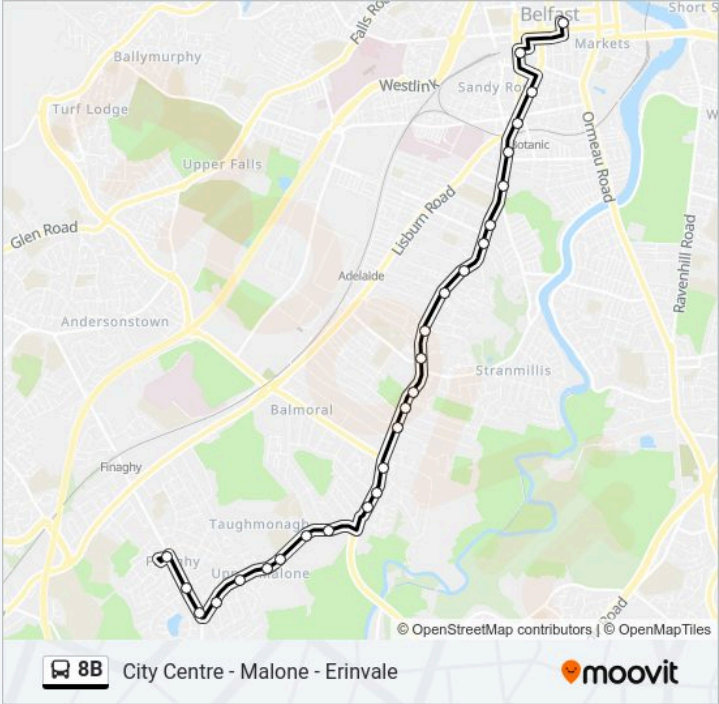 Belfast
Short S
Falls Ro
Markets
Ballymurphy
Westlink
Sandy Ro
Turf Lodge
Ormeau Road
Botanic
Upper Falls
Lisburn Road
Glen Road
Ravenhill Road
Adelaide
Andersonstown
Stranmillis
Balmoral
Finaghy
Taughmonagh
Upper Malone
oad
© OpenStreetMap contributors | © OpenMapTiles
8B City Centre - Malone - Erinvale
moovit